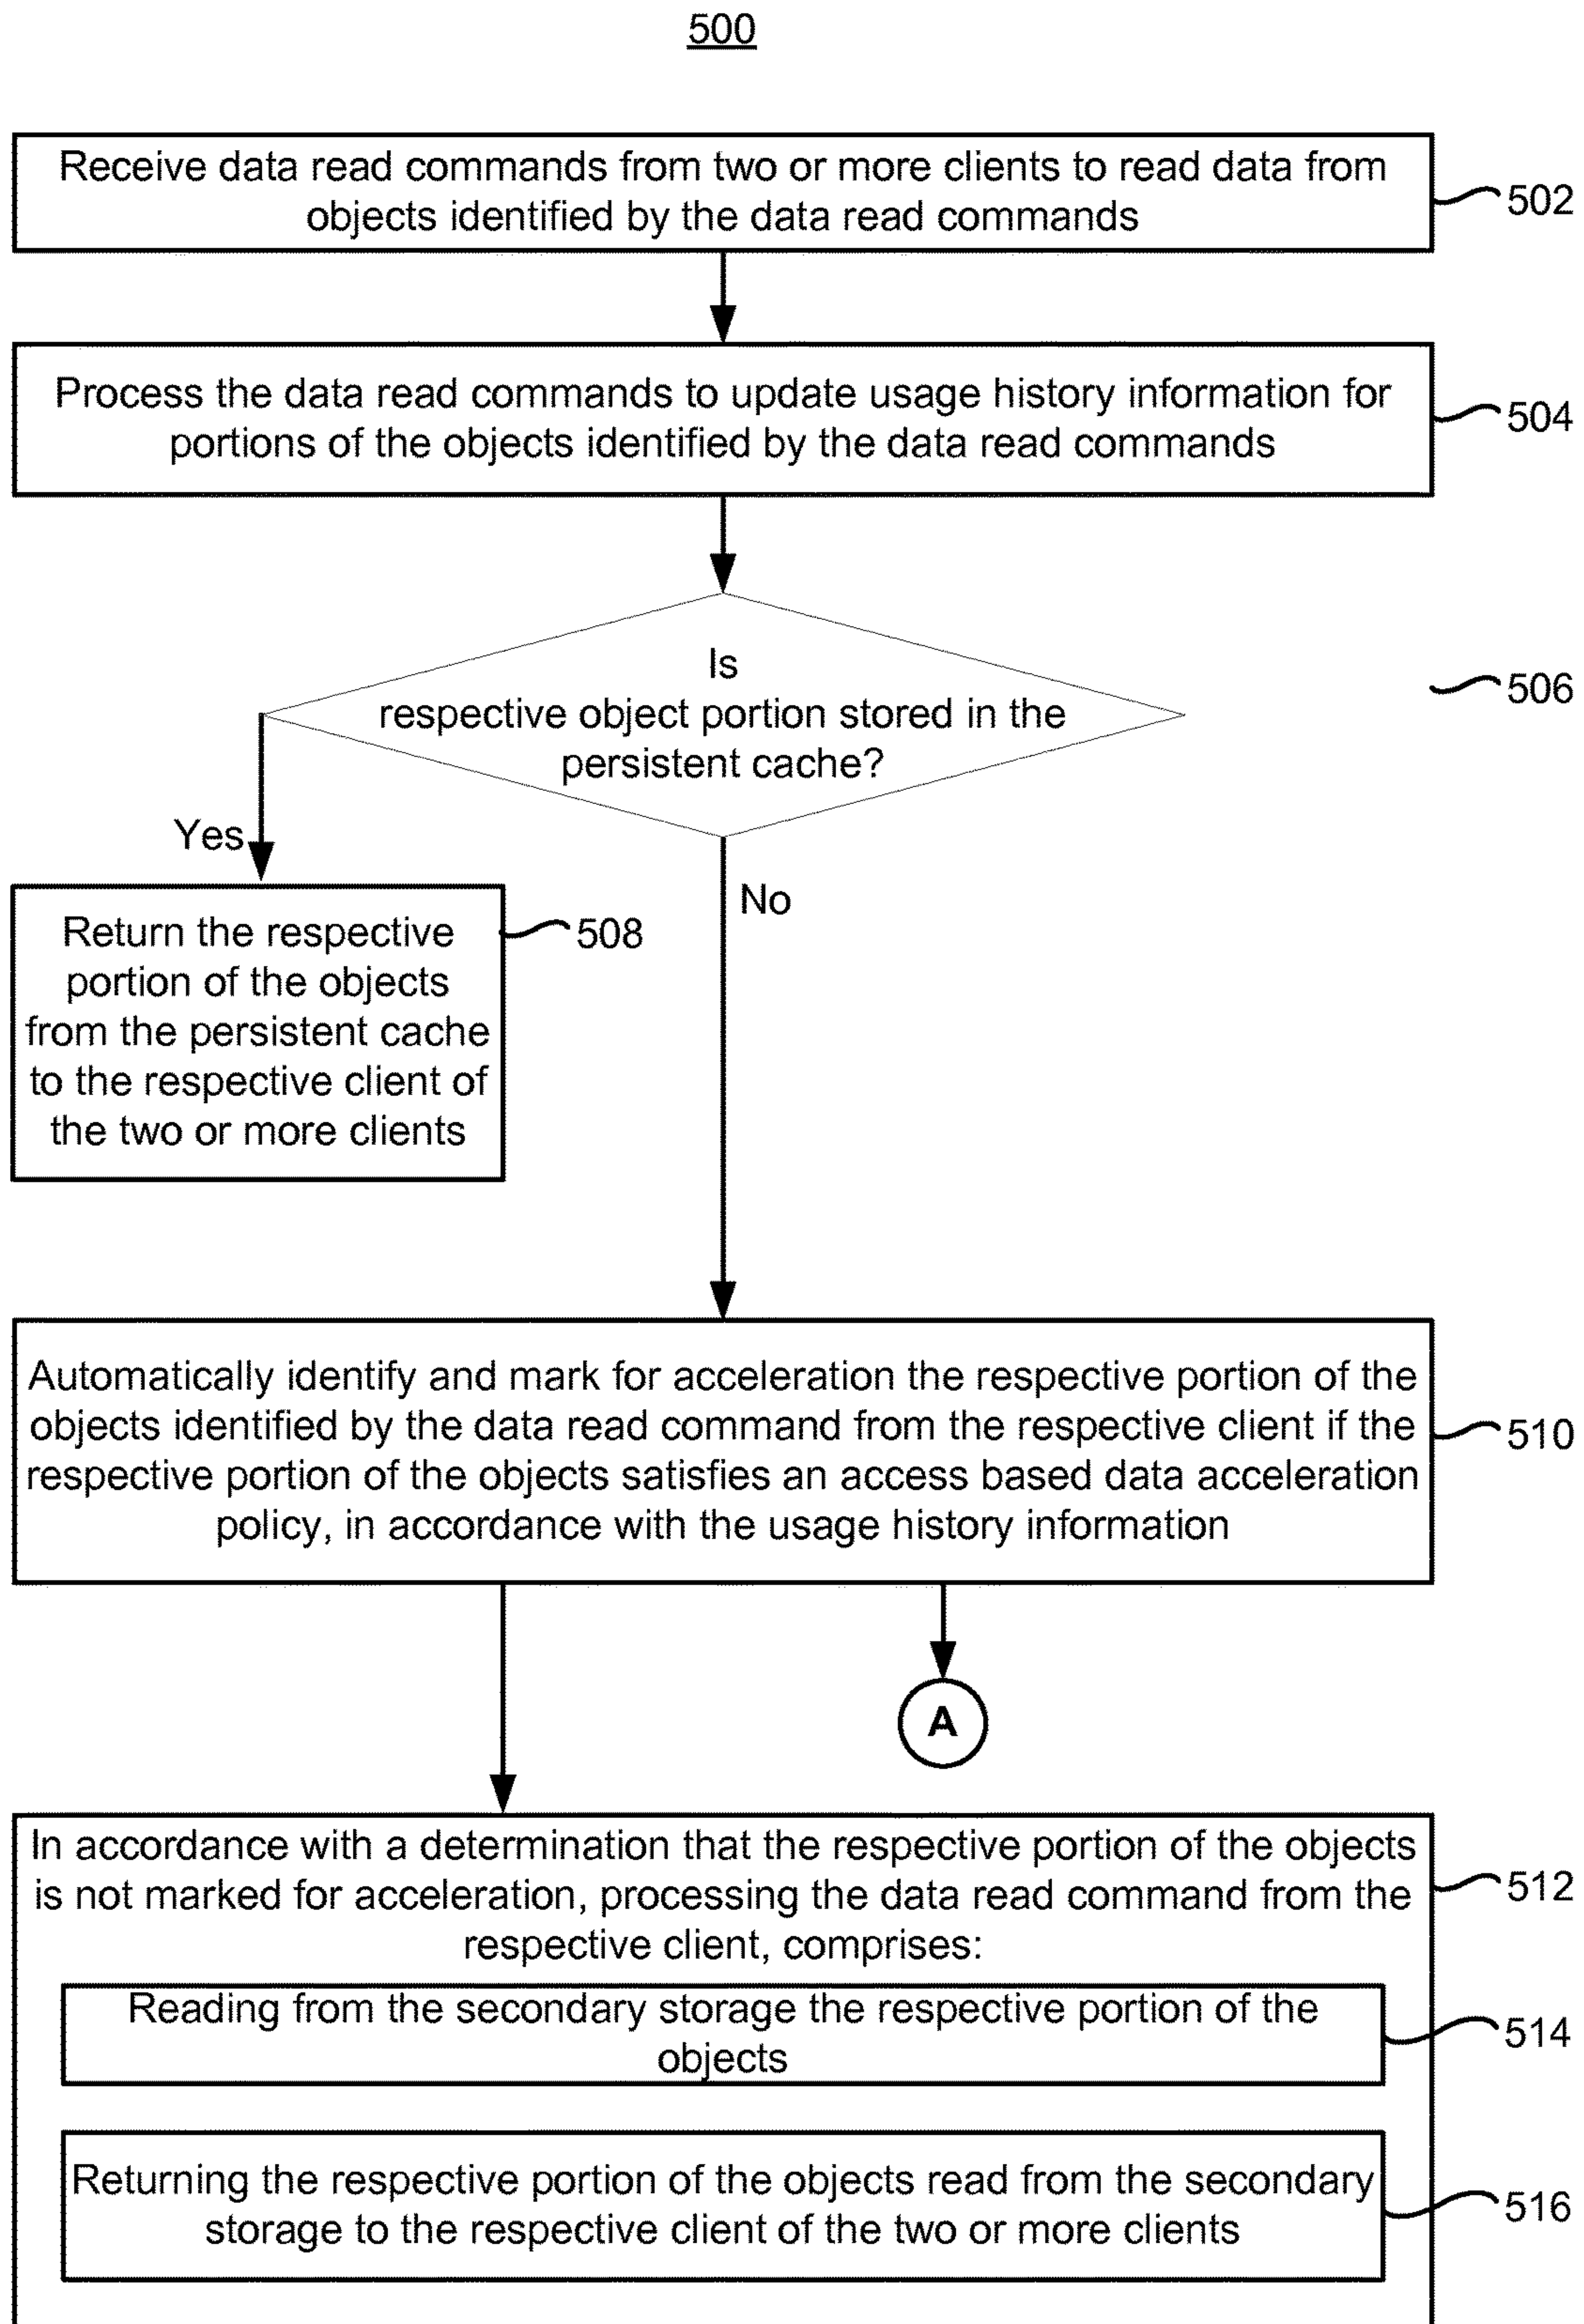 500
Receive data read commands from two or more clients to read data from
objects identified by the data read commands
502
Process the data read commands to update usage history information for
portions of the objects identified by the data read commands
504
Is
respective object portion stored in the
persistent cache?
506
Yes
No
Return the respective
portion of the objects
from the persistent cache
to the respective client of
the two or more clients
508
Automatically identify and mark for acceleration the respective portion of the
objects identified by the data read command from the respective client if the
respective portion of the objects satisfies an access based data acceleration
policy, in accordance with the usage history information
510
A
In accordance with a determination that the respective portion of the objects
is not marked for acceleration, processing the data read command from the
respective client, comprises:
512
Reading from the secondary storage the respective portion of the
objects
514
Returning the respective portion of the objects read from the secondary
storage to the respective client of the two or more clients
516